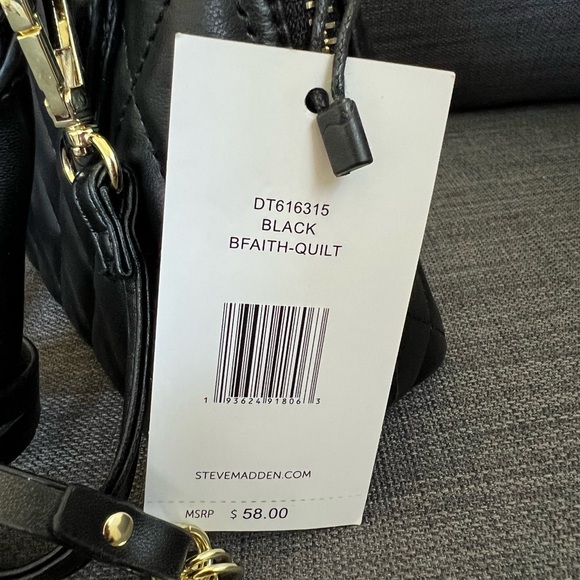 DT616315
BLACK
BFAITH-QUILT
1 93624 91806 3
STEVEMADDEN.COM
MSRP $ 58.00